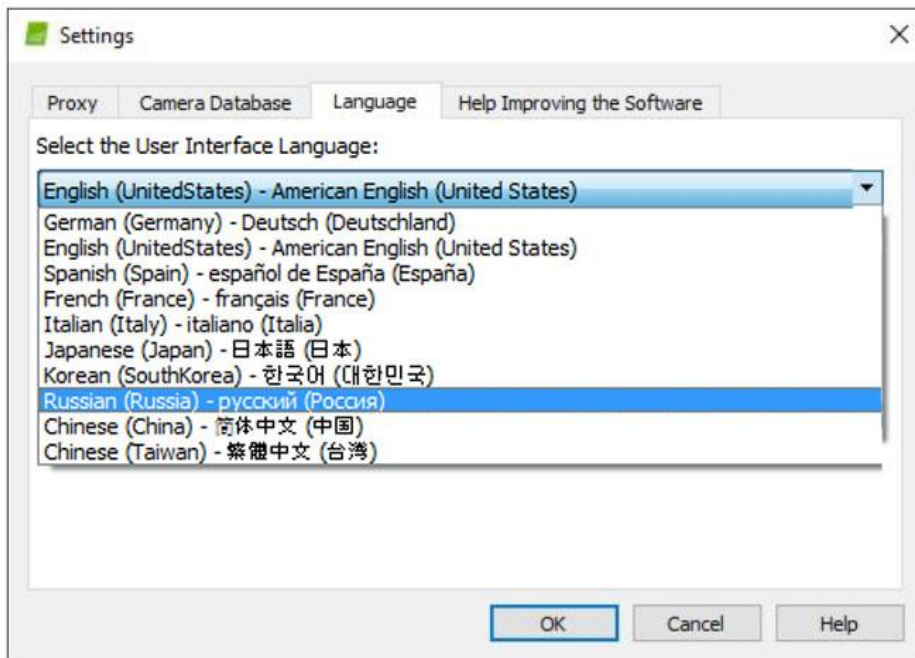 Settings
Proxy Camera Database Language Help Improving the Software
Select the User Interface Language:
English (UnitedStates) - American English (United States)
German (Germany) - Deutsch (Deutschland)
English (UnitedStates) - American English (United States)
Spanish (Spain) - español de España (España)
French (France) - français (France)
Italian (Italy) - italiano (Italia)
Japanese (Japan) - 日本語 (日本)
Korean (SouthKorea) - 한국어 (대한민국)
Russian (Russia) - русский (Россия)
Chinese (China) - 简体中文 (中国)
Chinese (Taiwan) - 繁體中文 (台灣)
OK Cancel Help